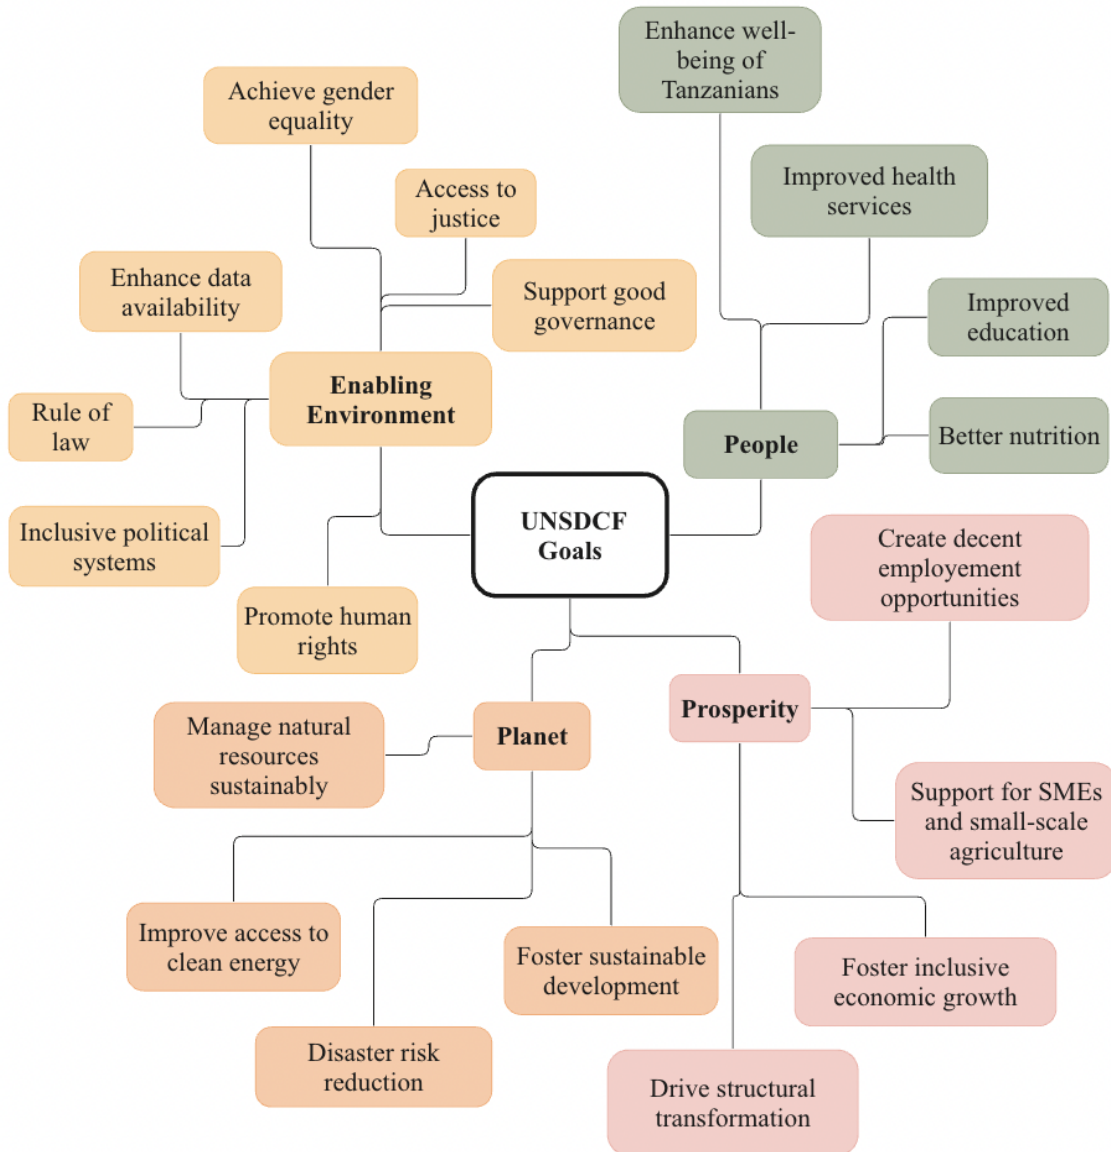 Enhance well-
being of
Tanzanians
Achieve gender
equality
Access to
justice
Improved health
services
Enhance data
availability
Support good
governance
Improved
education
Enabling
Environment
Rule of
law
People
Better nutrition
UNSDCF
Goals
Inclusive political
systems
Create decent
employement
opportunities
Promote human
rights
Manage natural
resources
sustainably
Planet
Prosperity
Support for SMEs
and small-scale
agriculture
Improve access to
clean energy
Foster sustainable
development
Foster inclusive
economic growth
Disaster risk
reduction
Drive structural
transformation